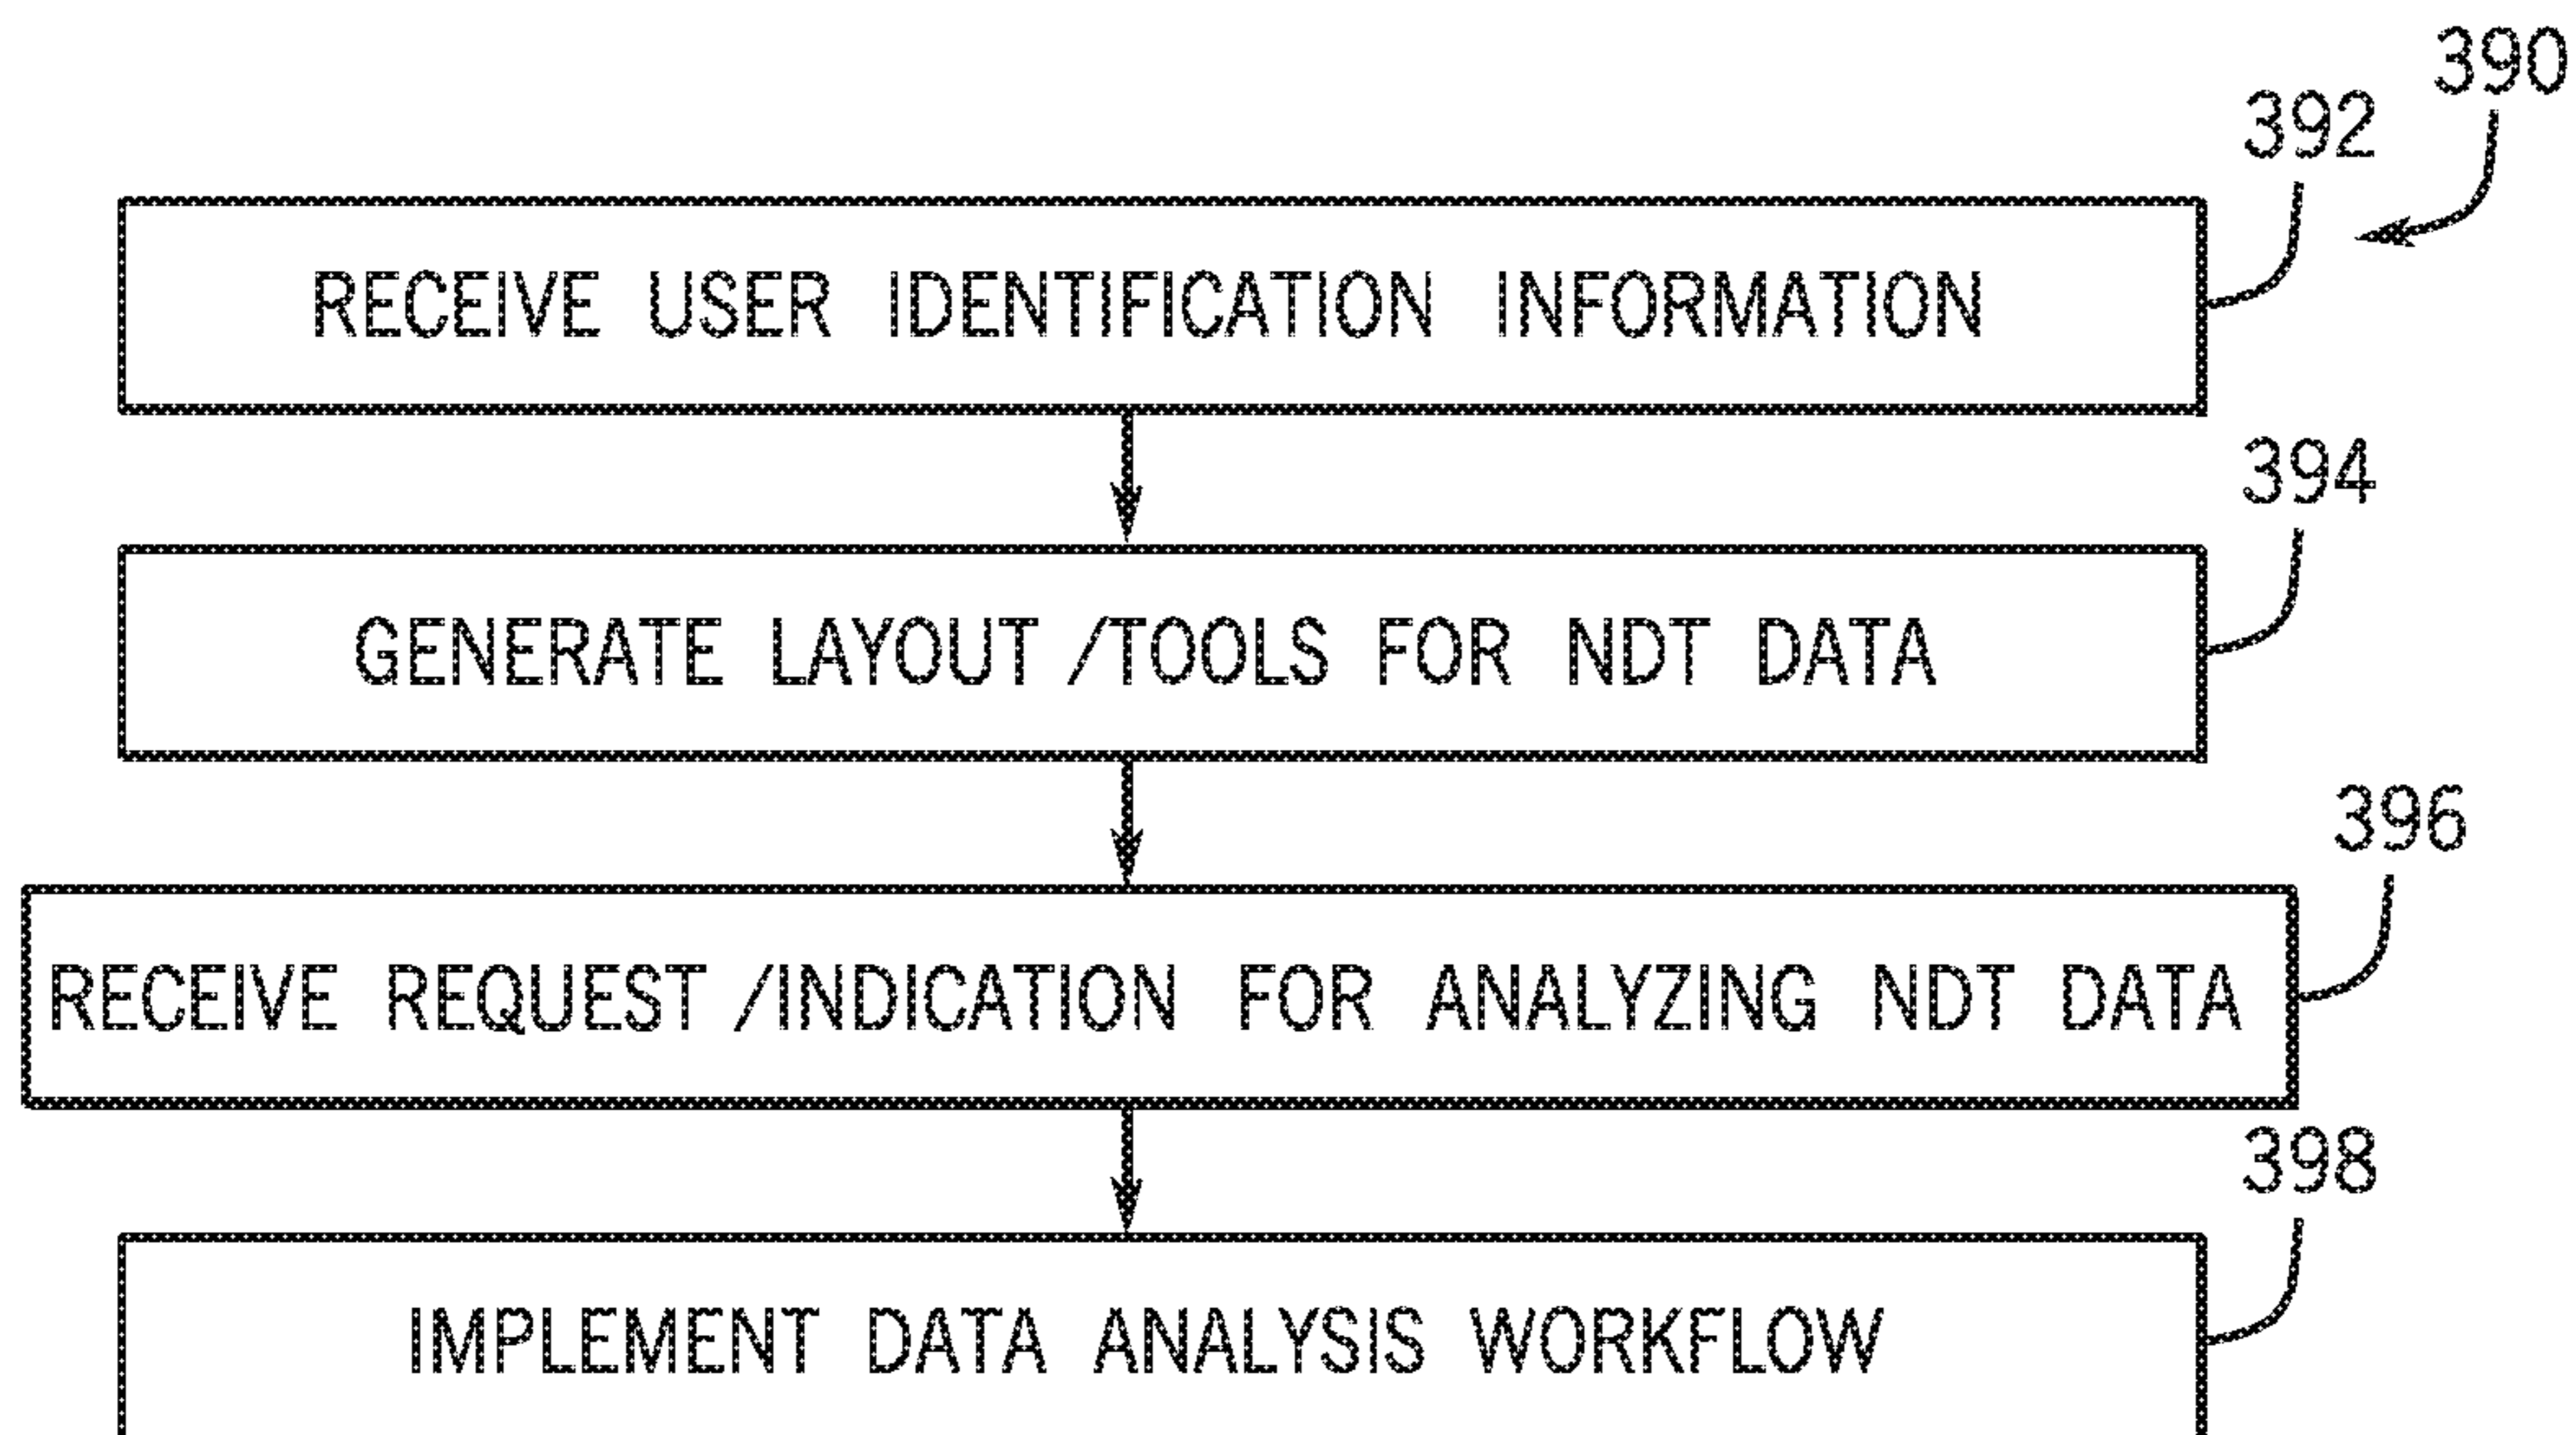 390
392
RECEIVE USER IDENTIFICATION INFORMATION
394
GENERATE LAYOUT /TOOLS FOR NDT DATA
396
RECEIVE REQUEST /INDICATION FOR ANALYZING NDT DATA
398
IMPLEMENT DATA ANALYSIS WORKFLOW